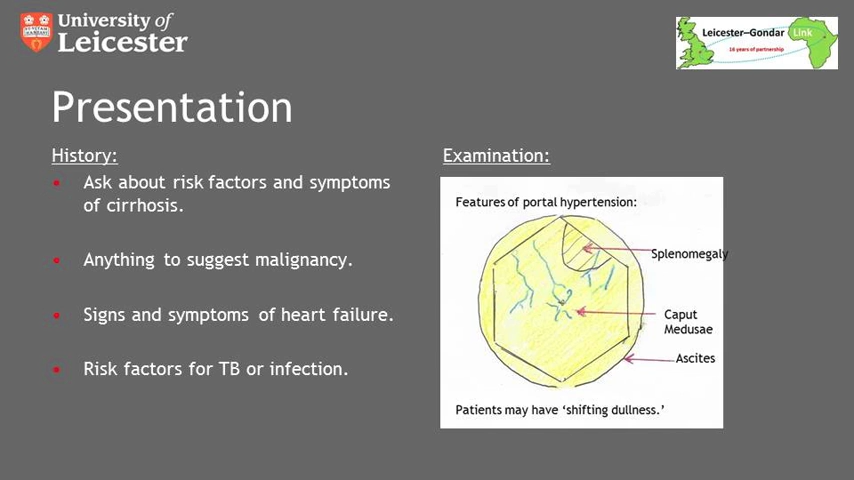 University of
Leicester
Leicester–Gondar Link
16 years of partnership
Presentation
History:
• Ask about risk factors and symptoms
of cirrhosis.
• Anything to suggest malignancy.
• Signs and symptoms of heart failure.
• Risk factors for TB or infection.
Examination:
Features of portal hypertension:
Splenomegaly
Caput
Medusae
Ascites
Patients may have ‘shifting dullness.’